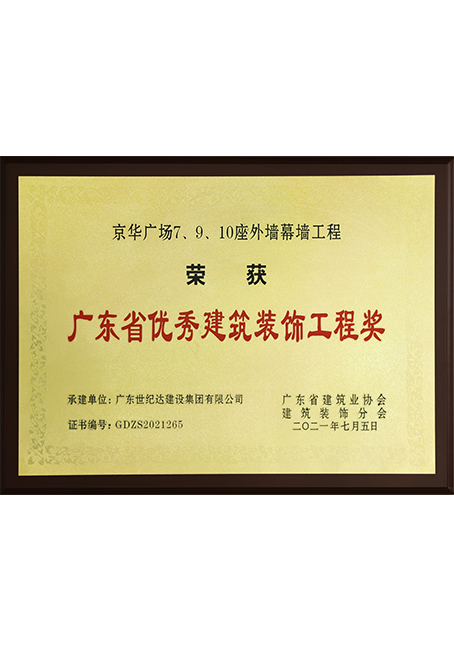 京华广场7、9、10座外墙幕墙工程
荣 获
广东省优秀建筑装饰工程奖
承建单位：广东世纪达建设集团有限公司
证书编号：GDZS2021265
广东省建筑业协会
建筑装饰分会
二〇二一年七月五日